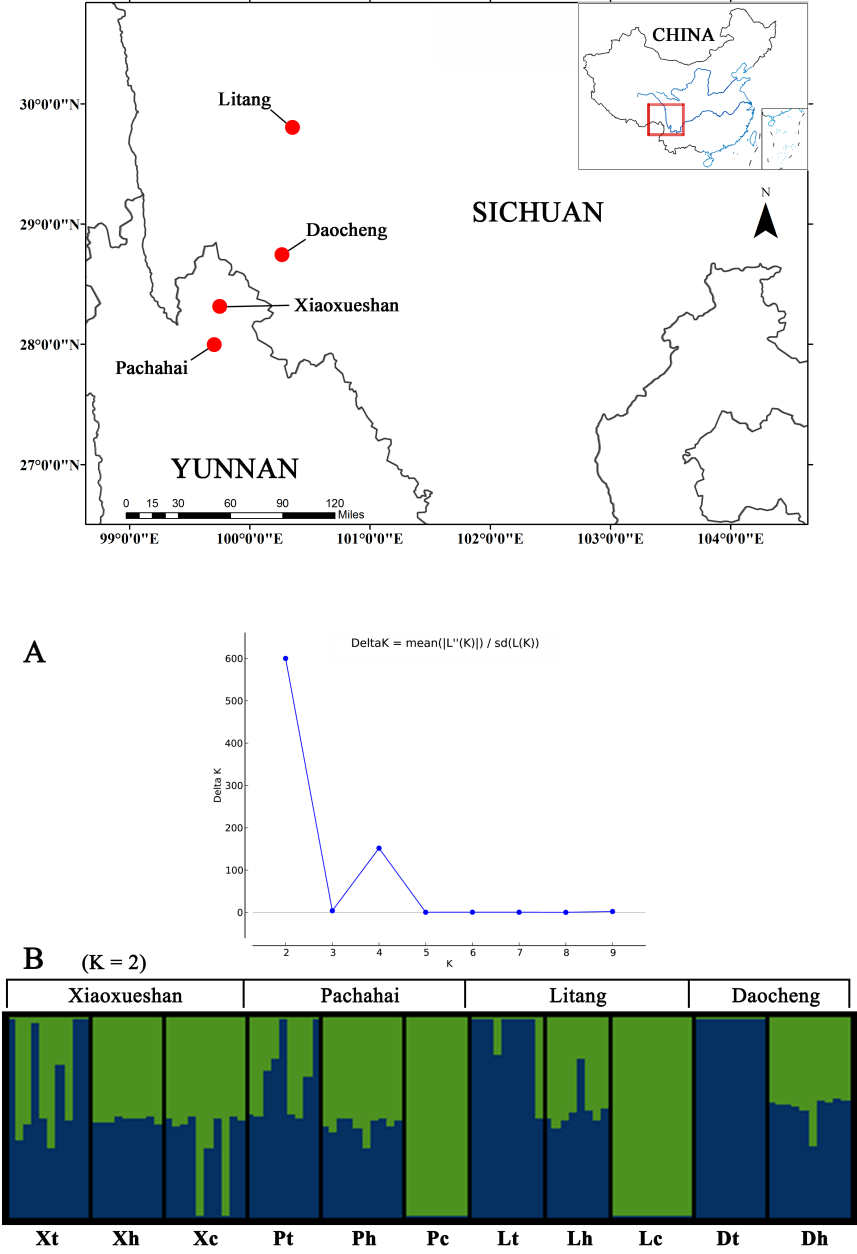 CHINA
30°0'0"N
Litang
N
29°0'0"N
SICHUAN
Daocheng
Xiaoxueshan
28°0'0"N
Pachahai
27°0'0"N
YUNNAN
0 15 30 60 90 120
Miles
99°0'0"E 100°0'0"E 101°0'0"E 102°0'0"E 103°0'0"E 104°0'0"E
A
DeltaK = mean(|L''(K)|) / sd(L(K))
600
500
400
300
200
100
0
Delta K
2 3 4 5 6 7 8 9
K
B (K = 2)
Xiaoxueshan Pachahai Litang Daocheng
Xt Xh Xc Pt Ph Pc Lt Lh Lc Dt Dh